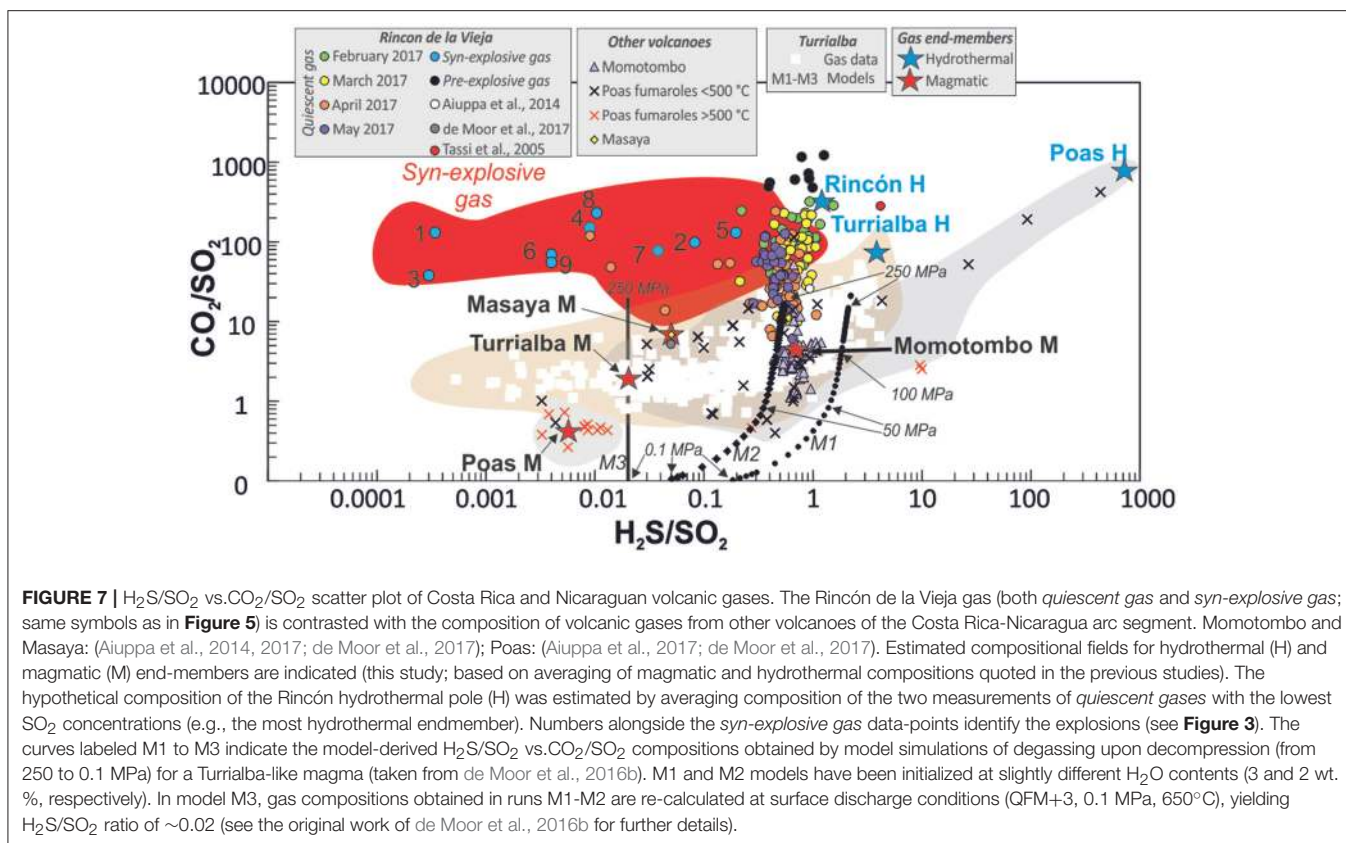 Rincon de la Vieja
Quiescent gas
February 2017
March 2017
April 2017
May 2017
Syn-explosive gas
Pre-explosive gas
Aiuppa et al., 2014
de Moor et al., 2017
Tassi et al., 2005
Other volcanoes
Momotombo
Poas fumaroles <500 °C
Poas fumaroles >500 °C
Masaya
Turrialba
Gas data
M1-M3 Models
Gas end-members
Hydrothermal
Magmatic
10000
1000
100
10
1
0
CO₂/SO₂
Syn-explosive
gas
Poas H
Rincón H
Turrialba H
8
4
1
5
6
2
7
9
3
250 MPa
250 MPa
Masaya M
Turrialba M
Momotombo M
100 MPa
50 MPa
Poas M
M3
0.1 MPa
M2
M1
0.0001
0.001
0.01
0.1
1
10
100
1000
H₂S/SO₂
FIGURE 7 | H₂S/SO₂ vs.CO₂/SO₂ scatter plot of Costa Rica and Nicaraguan volcanic gases. The Rincón de la Vieja gas (both quiescent gas and syn-explosive gas;
same symbols as in Figure 5) is contrasted with the composition of volcanic gases from other volcanoes of the Costa Rica-Nicaragua arc segment. Momotombo and
Masaya: (Aiuppa et al., 2014, 2017; de Moor et al., 2017); Poas: (Aiuppa et al., 2017; de Moor et al., 2017). Estimated compositional fields for hydrothermal (H) and
magmatic (M) end-members are indicated (this study; based on averaging of magmatic and hydrothermal compositions quoted in the previous studies). The
hypothetical composition of the Rincón hydrothermal pole (H) was estimated by averaging composition of the two measurements of quiescent gases with the lowest
SO₂ concentrations (e.g., the most hydrothermal endmember). Numbers alongside the syn-explosive gas data-points identify the explosions (see Figure 3). The
curves labeled M1 to M3 indicate the model-derived H₂S/SO₂ vs.CO₂/SO₂ compositions obtained by model simulations of degassing upon decompression (from
250 to 0.1 MPa) for a Turrialba-like magma (taken from de Moor et al., 2016b). M1 and M2 models have been initialized at slightly different H₂O contents (3 and 2 wt.
%, respectively). In model M3, gas compositions obtained in runs M1-M2 are re-calculated at surface discharge conditions (QFM+3, 0.1 MPa, 650°C), yielding
H₂S/SO₂ ratio of ∼0.02 (see the original work of de Moor et al., 2016b for further details).